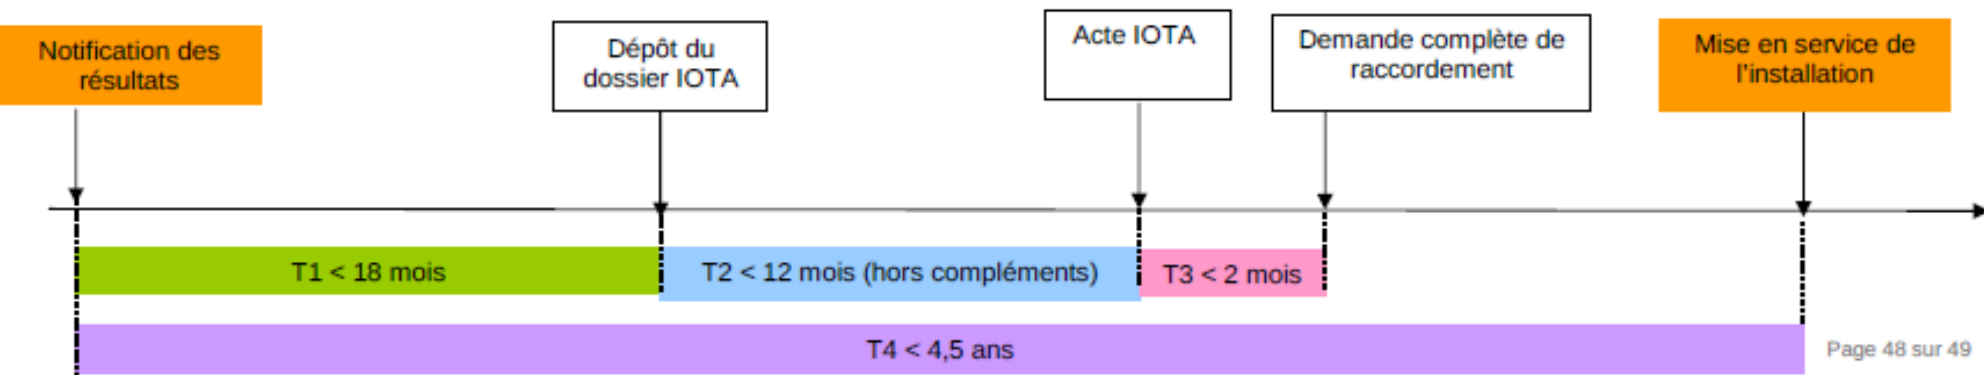 Notification des
résultats
Dépôt du
dossier IOTA
Acte IOTA
Demande complète de
raccordement
Mise en service de
l'installation
T1 < 18 mois
T2 < 12 mois (hors compléments)
T3 < 2 mois
T4 < 4,5 ans
Page 48 sur 49